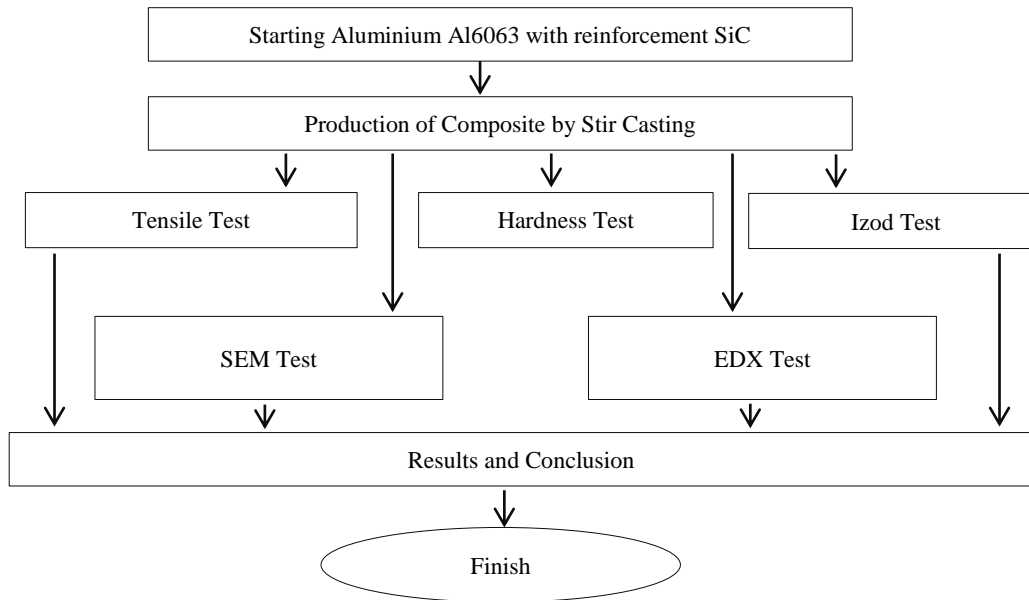 Starting Aluminium Al6063 with reinforcement SiC
Production of Composite by Stir Casting
Tensile Test
Hardness Test
Izod Test
SEM Test
EDX Test
Results and Conclusion
Finish